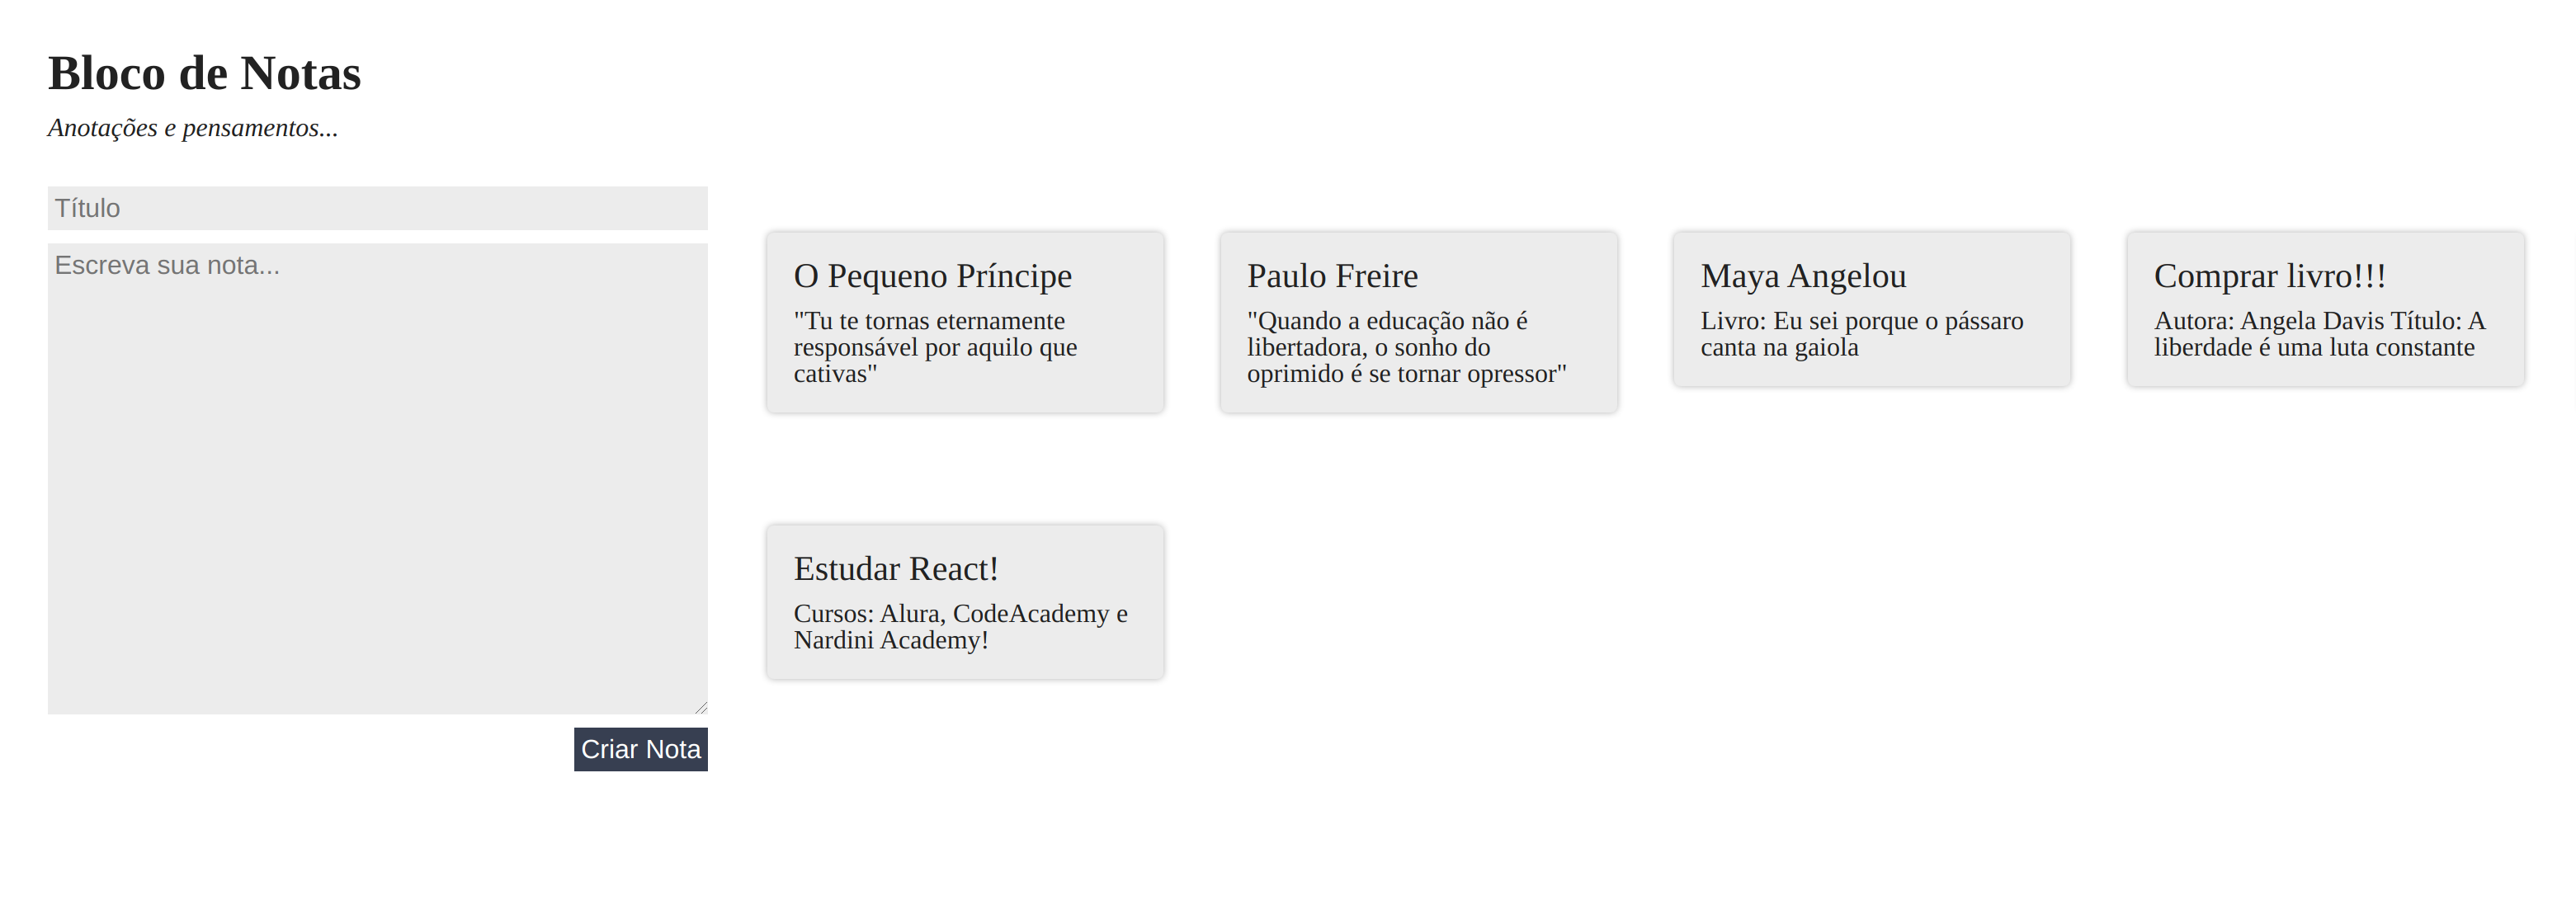 Bloco de Notas
Anotações e pensamentos...
Título
Escreva sua nota...
Criar Nota
O Pequeno Príncipe
"Tu te tornas eternamente
responsável por aquilo que
cativas"
Paulo Freire
"Quando a educação não é
libertadora, o sonho do
oprimido é se tornar opressor"
Maya Angelou
Livro: Eu sei porque o pássaro
canta na gaiola
Comprar livro!!!
Autora: Angela Davis Título: A
liberdade é uma luta constante
Estudar React!
Cursos: Alura, CodeAcademy e
Nardini Academy!